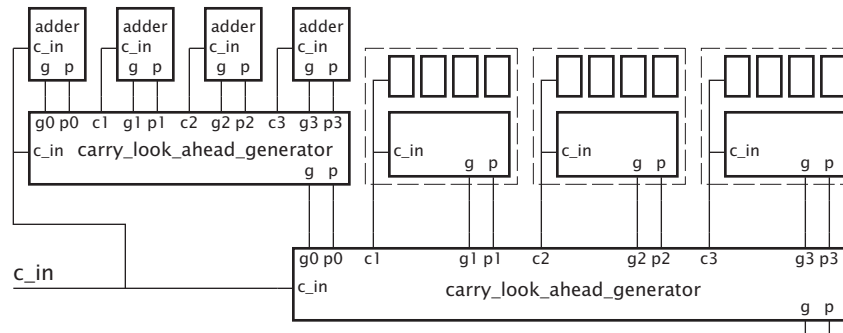 adder adder adder adder
c_in c_in c_in c_in
g p g p g p g p
g0 p0 c1 g1 p1 c2 g2 p2 c3 g3 p3
c_in carry_look_ahead_generator c_in c_in c_in
g p g p g p g p
g0 p0 c1 g1 p1 c2 g2 p2 c3 g3 p3
c_in
c_in carry_look_ahead_generator
g p